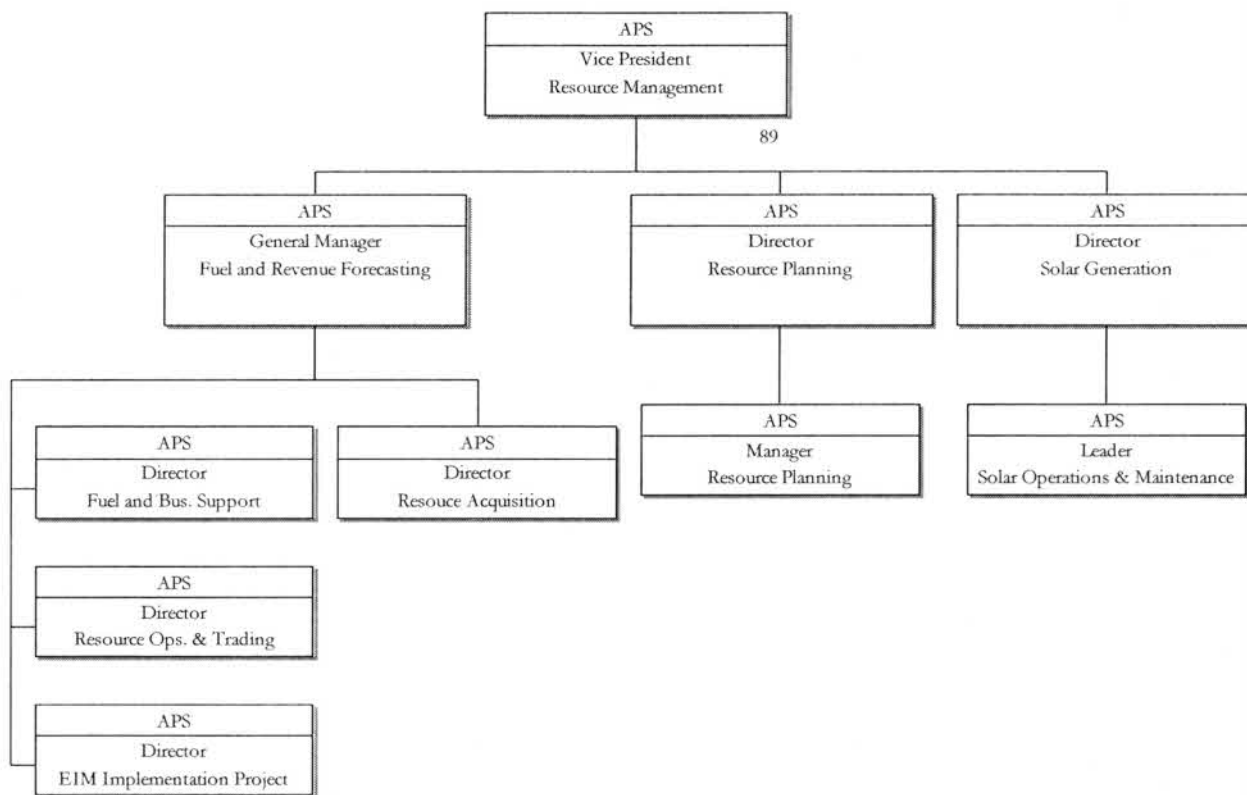 APS
Vice President
Resource Management
89
APS
General Manager
Fuel and Revenue Forecasting
APS
Director
Resource Planning
APS
Director
Solar Generation
APS
Director
Fuel and Bus. Support
APS
Director
Resouce Acquisition
APS
Manager
Resource Planning
APS
Leader
Solar Operations & Maintenance
APS
Director
Resource Ops. & Trading
APS
Director
EIM Implementation Project